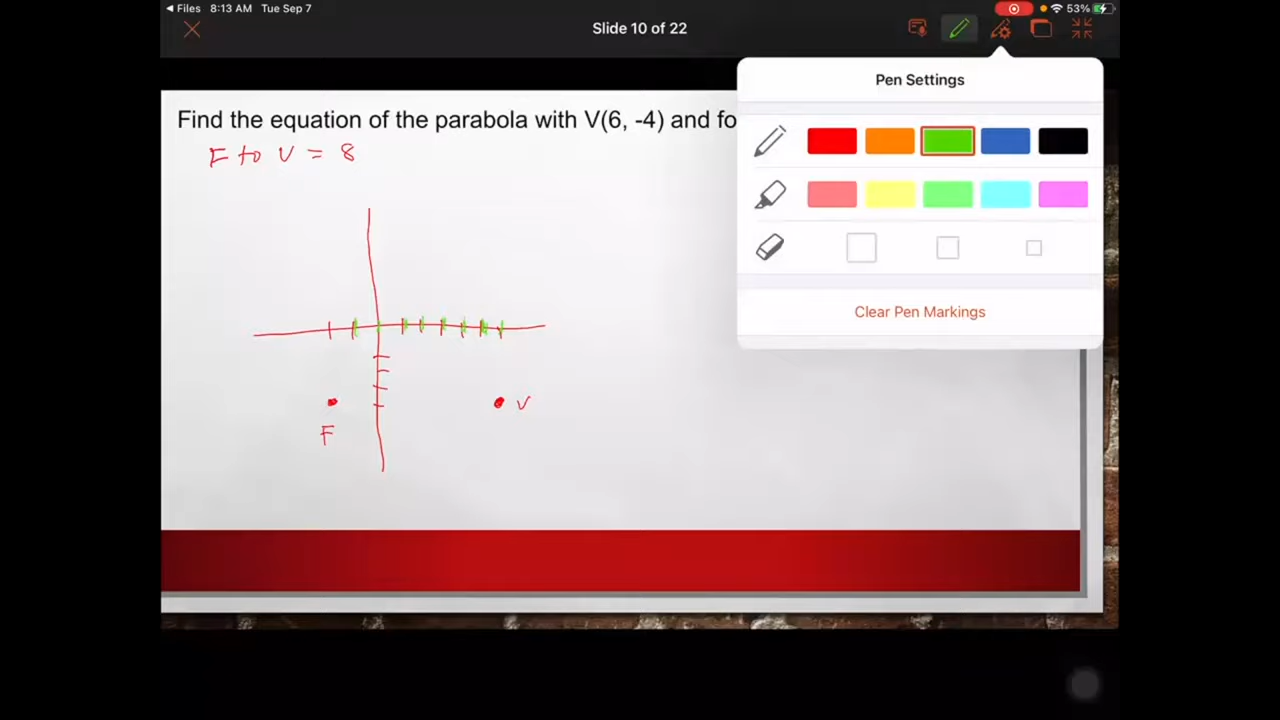 Files 8:13 AM Tue Sep 7
53%
Slide 10 of 22
Pen Settings
Find the equation of the parabola with V(6, -4) and fo
F to V = 8
Clear Pen Markings
V
F